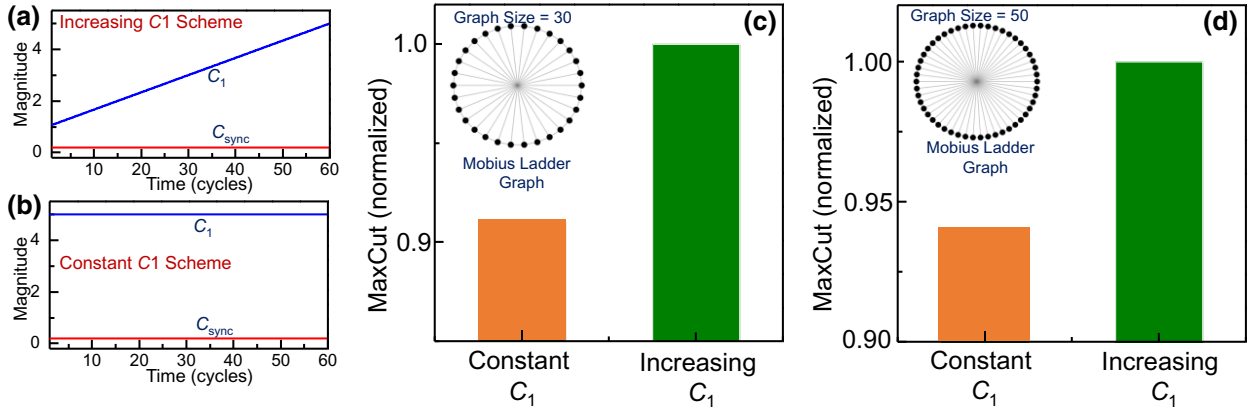 (a)
Increasing C1 Scheme
C₁
C_sync
Magnitude
4
2
0
10 20 30 40 50 60
Time (cycles)
(b)
C₁
Constant C1 Scheme
C_sync
Magnitude
4
2
0
10 20 30 40 50 60
Time (cycles)
(c)
Graph Size = 30
Mobius Ladder
Graph
MaxCut (normalized)
1.0
0.9
Constant Increasing
C₁ C₁
(d)
Graph Size = 50
Mobius Ladder
Graph
MaxCut (normalized)
1.00
0.95
0.90
Constant Increasing
C₁ C₁